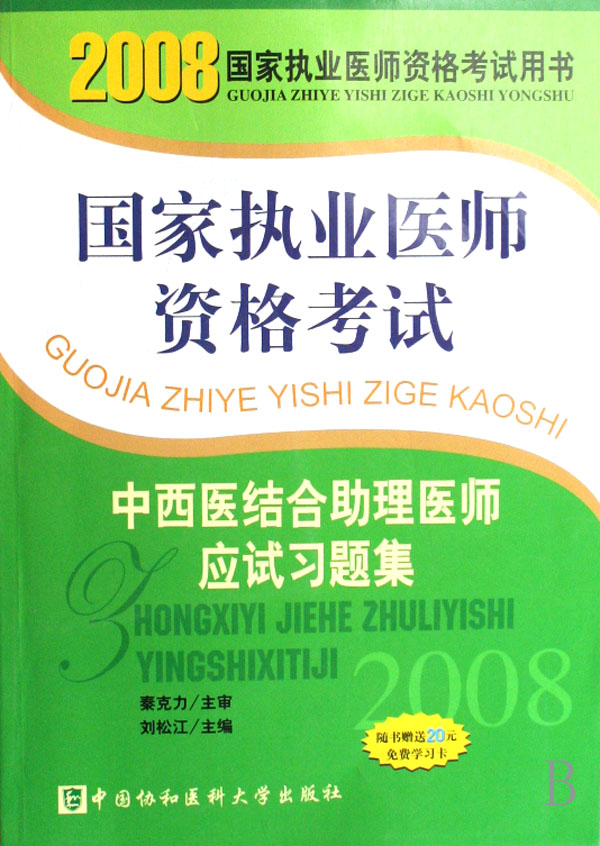 2008国家执业医师资格考试用书
GUOJIA ZHIYE YISHI ZIGE KAOSHI YONGSHU
国家执业医师
资格考试
GUOJIA ZHIYE YISHI ZIGE KAOSHI
中西医结合助理医师
应试习题集
ZHONGXIYI JIEHE ZHULIYISHI
YINGSHIXITIJI
2008
秦克力/主审
刘松江/主编
随书赠送20元
免费学习卡
中国协和医科大学出版社
B